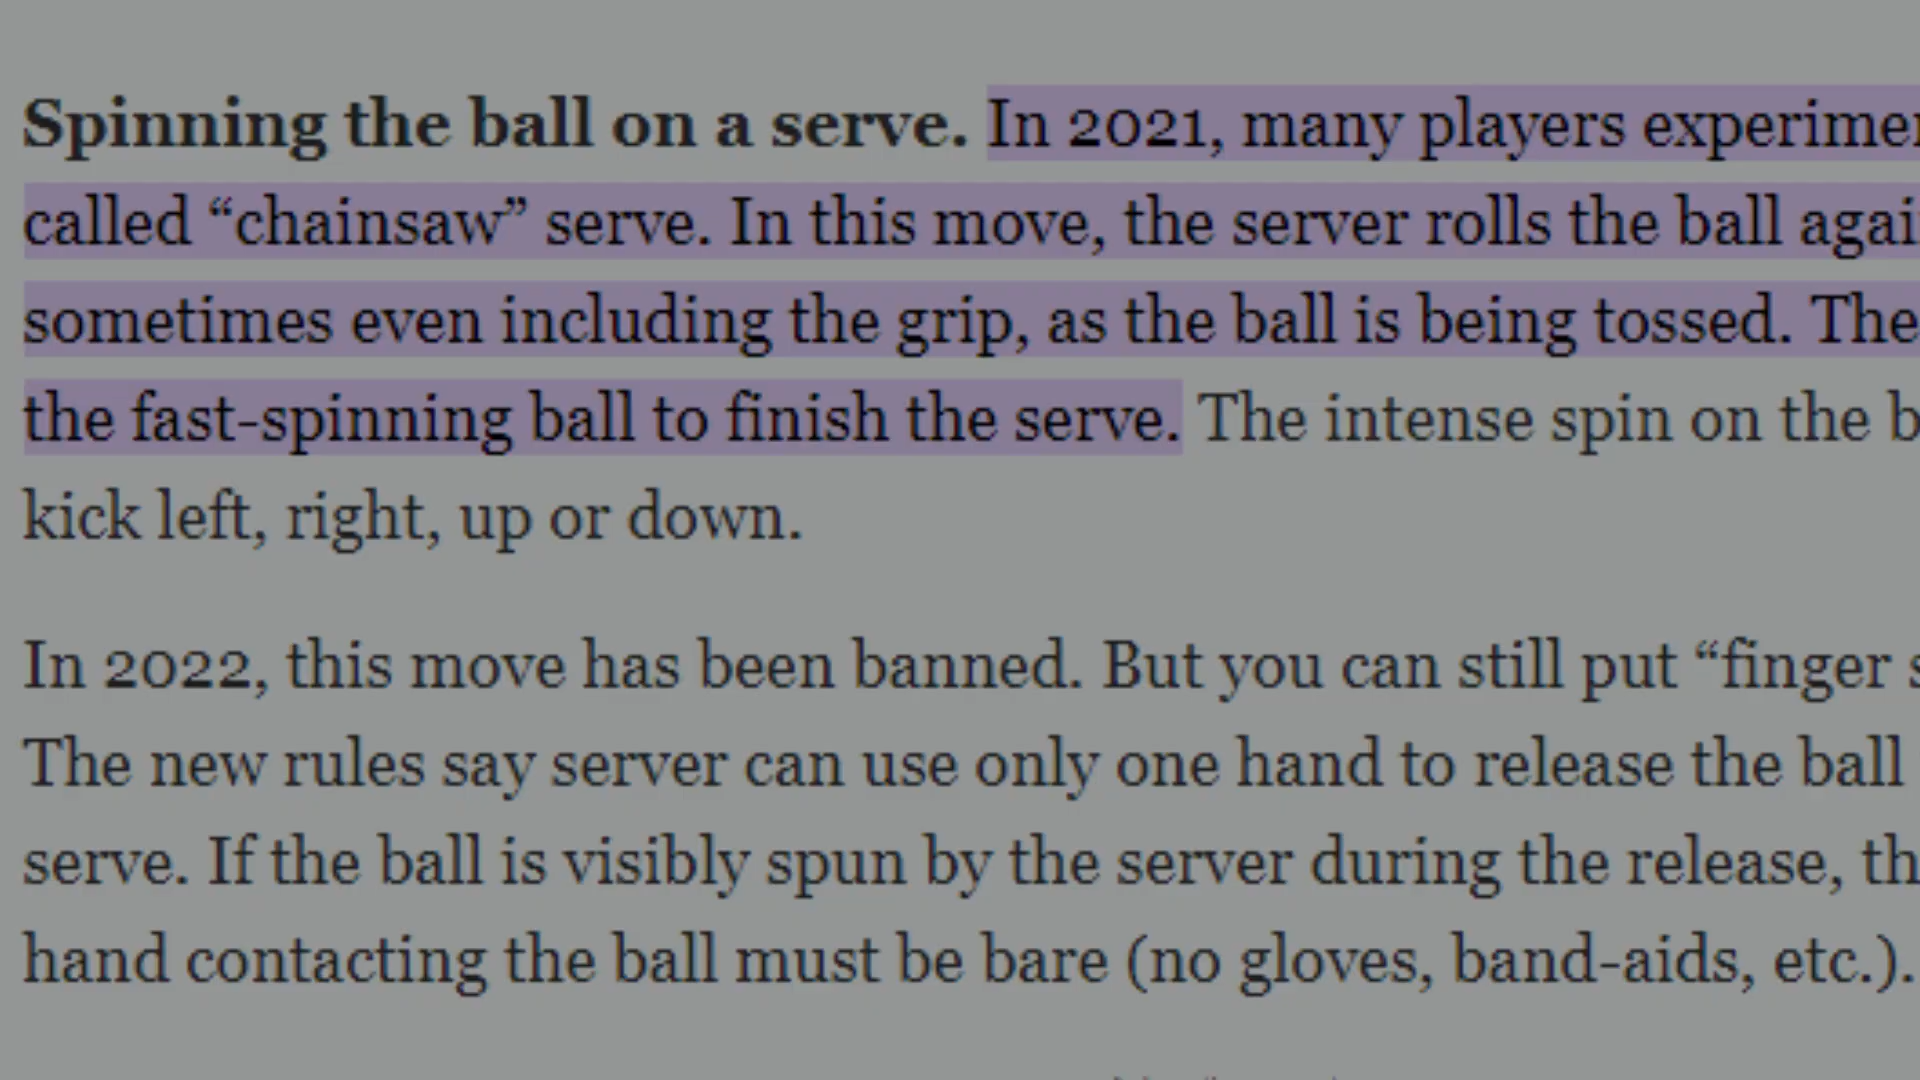 Spinning the ball on a serve. In 2021, many players
called “chainsaw” serve. In this move, the server rolls the ball
sometimes even including the grip, as the ball is being tossed. The
the fast-spinning ball to finish the serve. The intense spin on the
kick left, right, up or down.
In 2022, this move has been banned. But you can still put “finger
The new rules say server can use only one hand to release the ball
serve. If the ball is visibly spun by the server during the release,
hand contacting the ball must be bare (no gloves, band-aids, etc.).